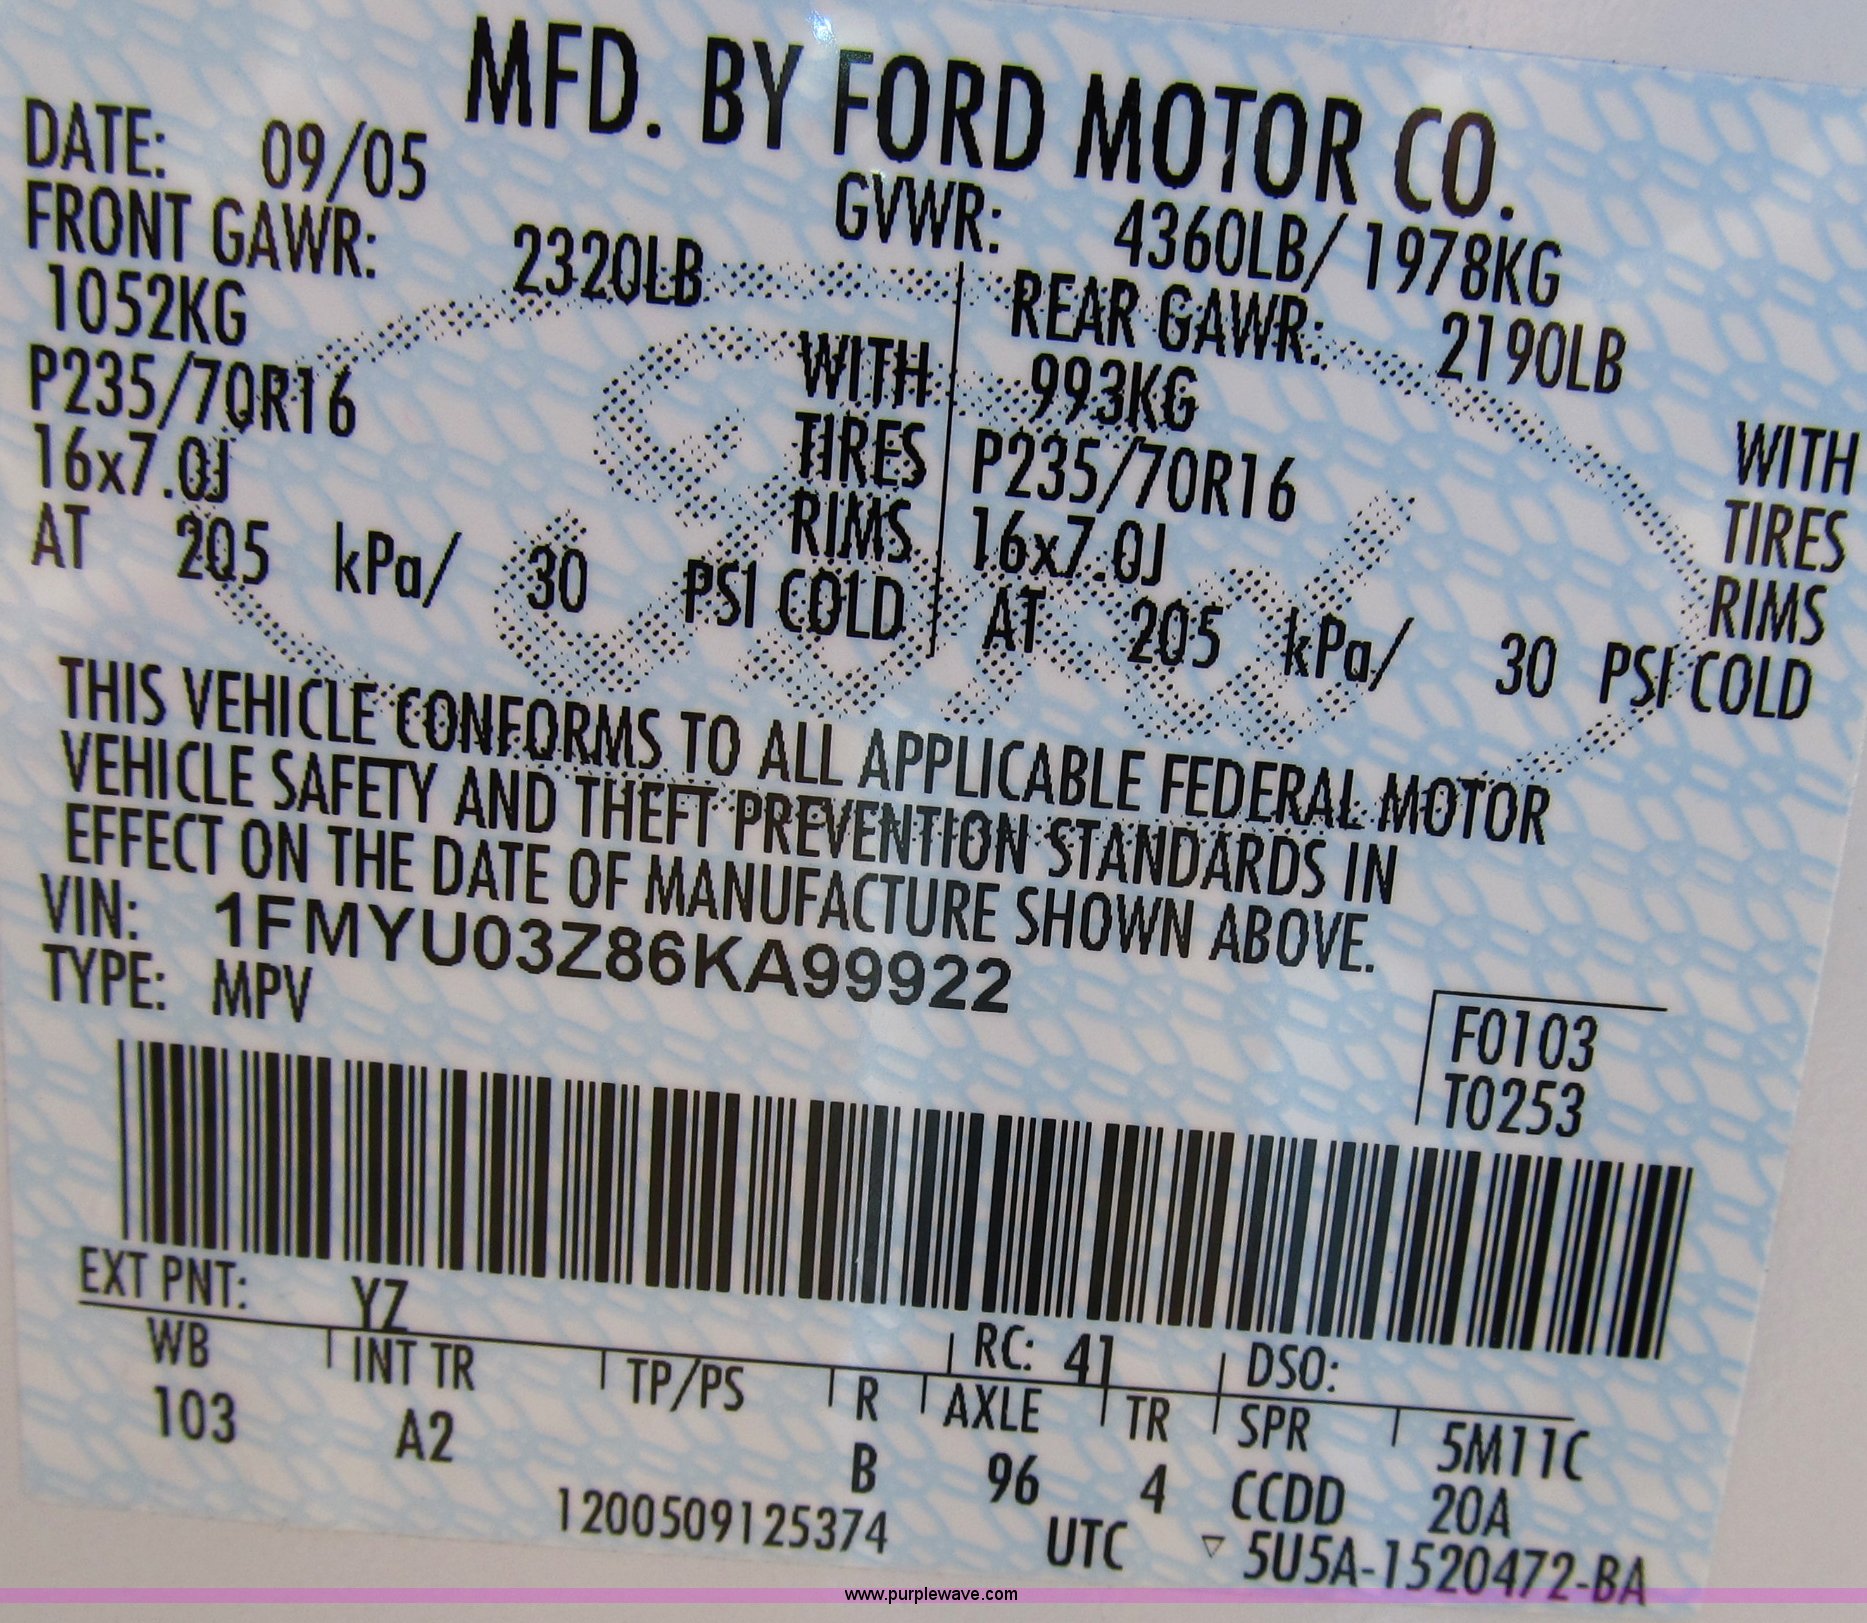 MFD. BY FORD MOTOR CO.
DATE: 09/05 GVWR: 4360LB/ 1978KG
FRONT GAWR: 2320LB REAR GAWR: 2190LB
1052KG WITH 993KG WITH
P235/70R16 TIRES P235/70R16 TIRES
16x7.0J RIMS 16x7.0J RIMS
AT 205 kPa/ 30 PSI COLD AT 205 kPa/ 30 PSI COLD
THIS VEHICLE CONFORMS TO ALL APPLICABLE FEDERAL MOTOR
VEHICLE SAFETY AND THEFT PREVENTION STANDARDS IN
EFFECT ON THE DATE OF MANUFACTURE SHOWN ABOVE.
VIN: 1FMYU03Z86KA99922
TYPE: MPV
F0103
T0253
EXT PNT: YZ RC: 41 DSO:
WB INT TR TP/PS R AXLE TR SPR 5M11C
103 A2 B 96 4 CCDD 20A
1200509125374 UTC ▽ 5U5A-1520472-BA
www.purplewave.com